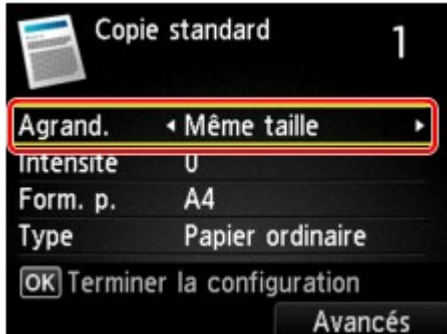 Copie standard 1
Agrand. Même taille
Intensité 0
Form. p. A4
Type Papier ordinaire
OK Terminer la configuration
Avancés